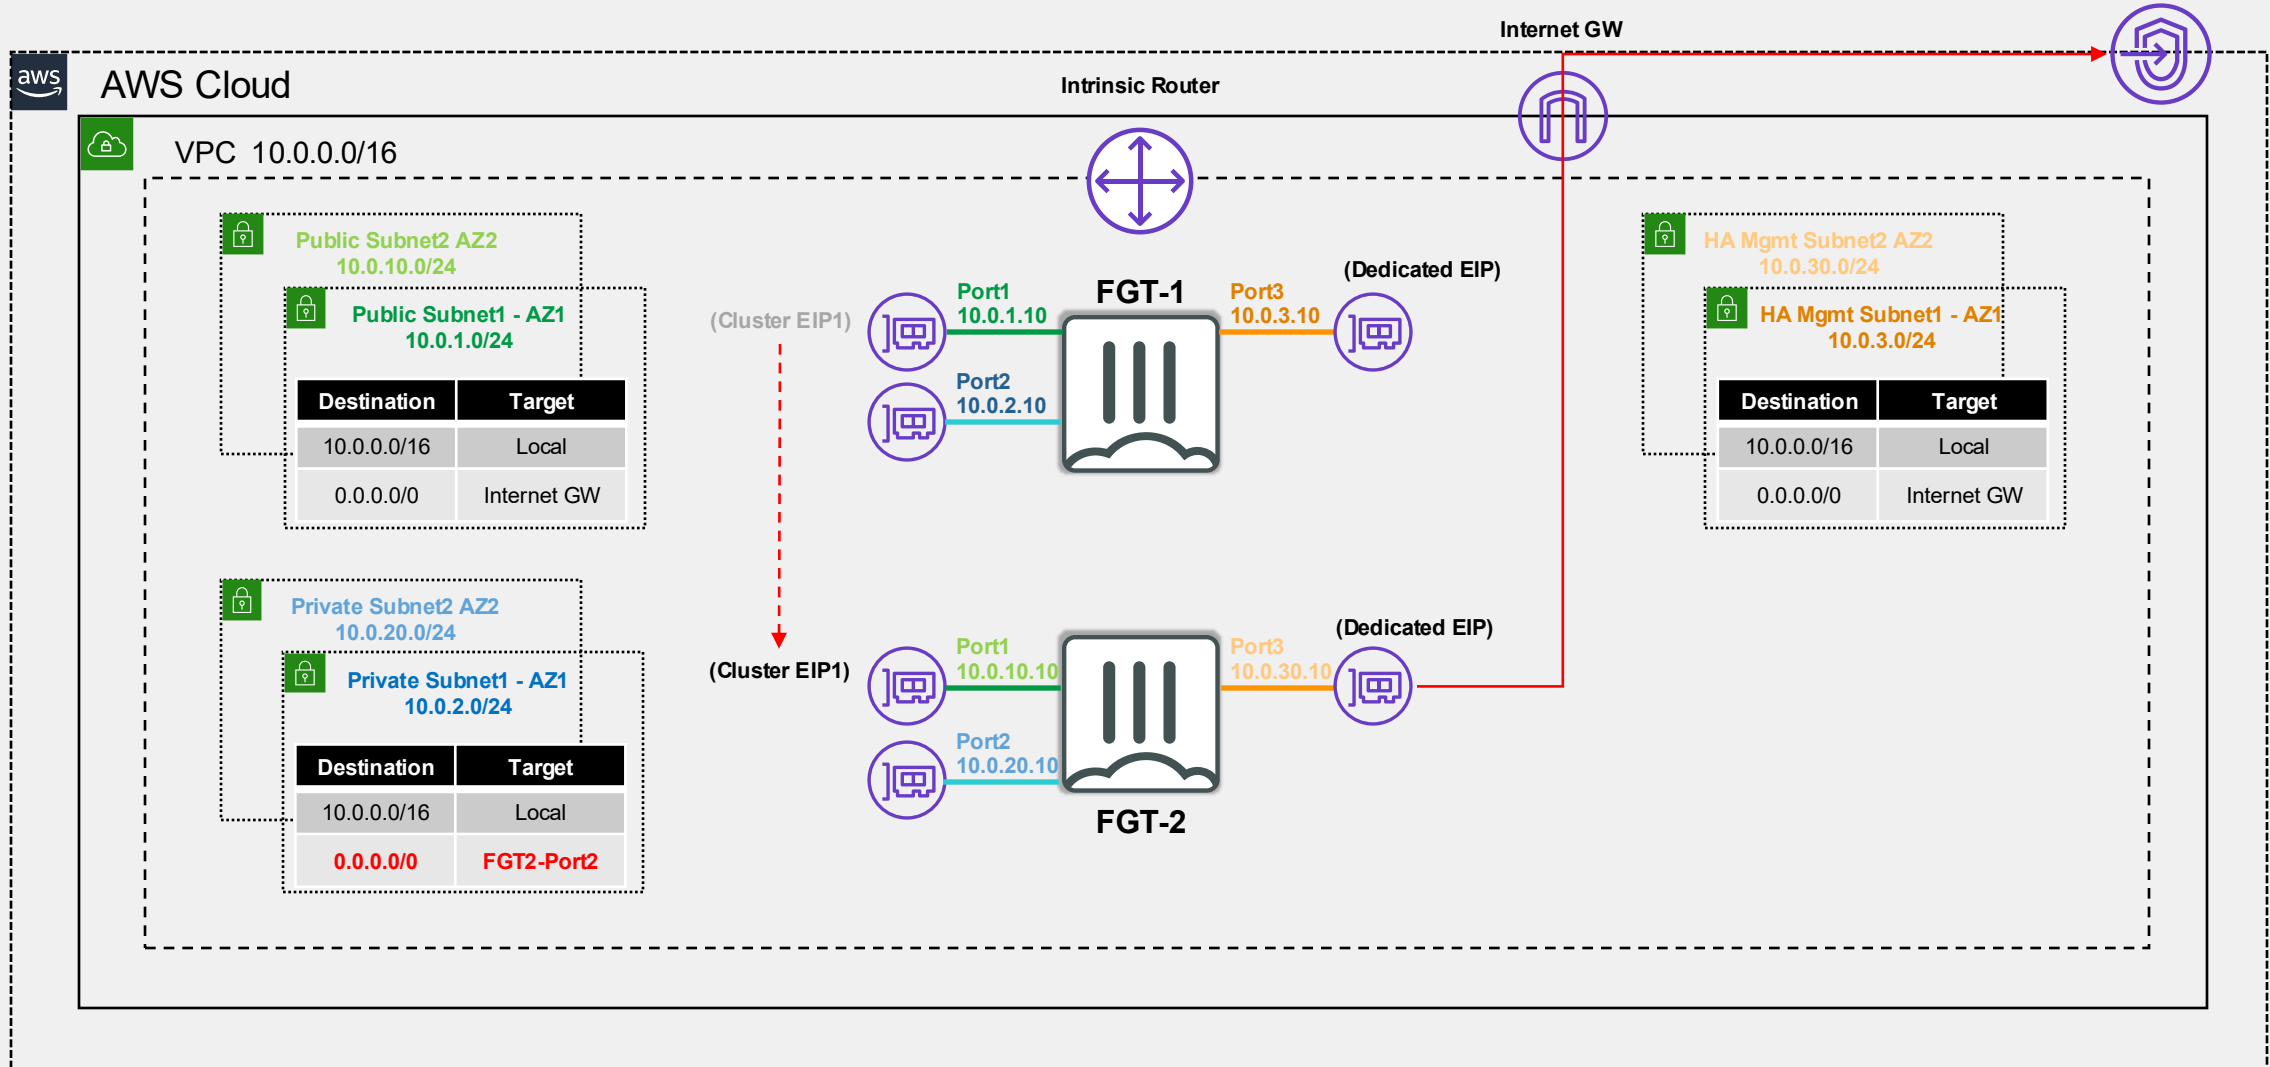 Internet GW
aws
AWS Cloud
Intrinsic Router
VPC 10.0.0.0/16
Public Subnet2 AZ2
10.0.10.0/24
Public Subnet1 - AZ1
10.0.1.0/24
Destination Target
10.0.0.0/16 Local
0.0.0.0/0 Internet GW
Private Subnet2 AZ2
10.0.20.0/24
Private Subnet1 - AZ1
10.0.2.0/24
Destination Target
10.0.0.0/16 Local
0.0.0.0/0 FGT2-Port2
(Cluster EIP1)
(Cluster EIP1)
Port1
10.0.1.10
Port2
10.0.2.10
FGT-1
Port3
10.0.3.10
(Dedicated EIP)
Port1
10.0.10.10
Port2
10.0.20.10
FGT-2
Port3
10.0.30.10
(Dedicated EIP)
HA Mgmt Subnet2 AZ2
10.0.30.0/24
HA Mgmt Subnet1 - AZ1
10.0.3.0/24
Destination Target
10.0.0.0/16 Local
0.0.0.0/0 Internet GW